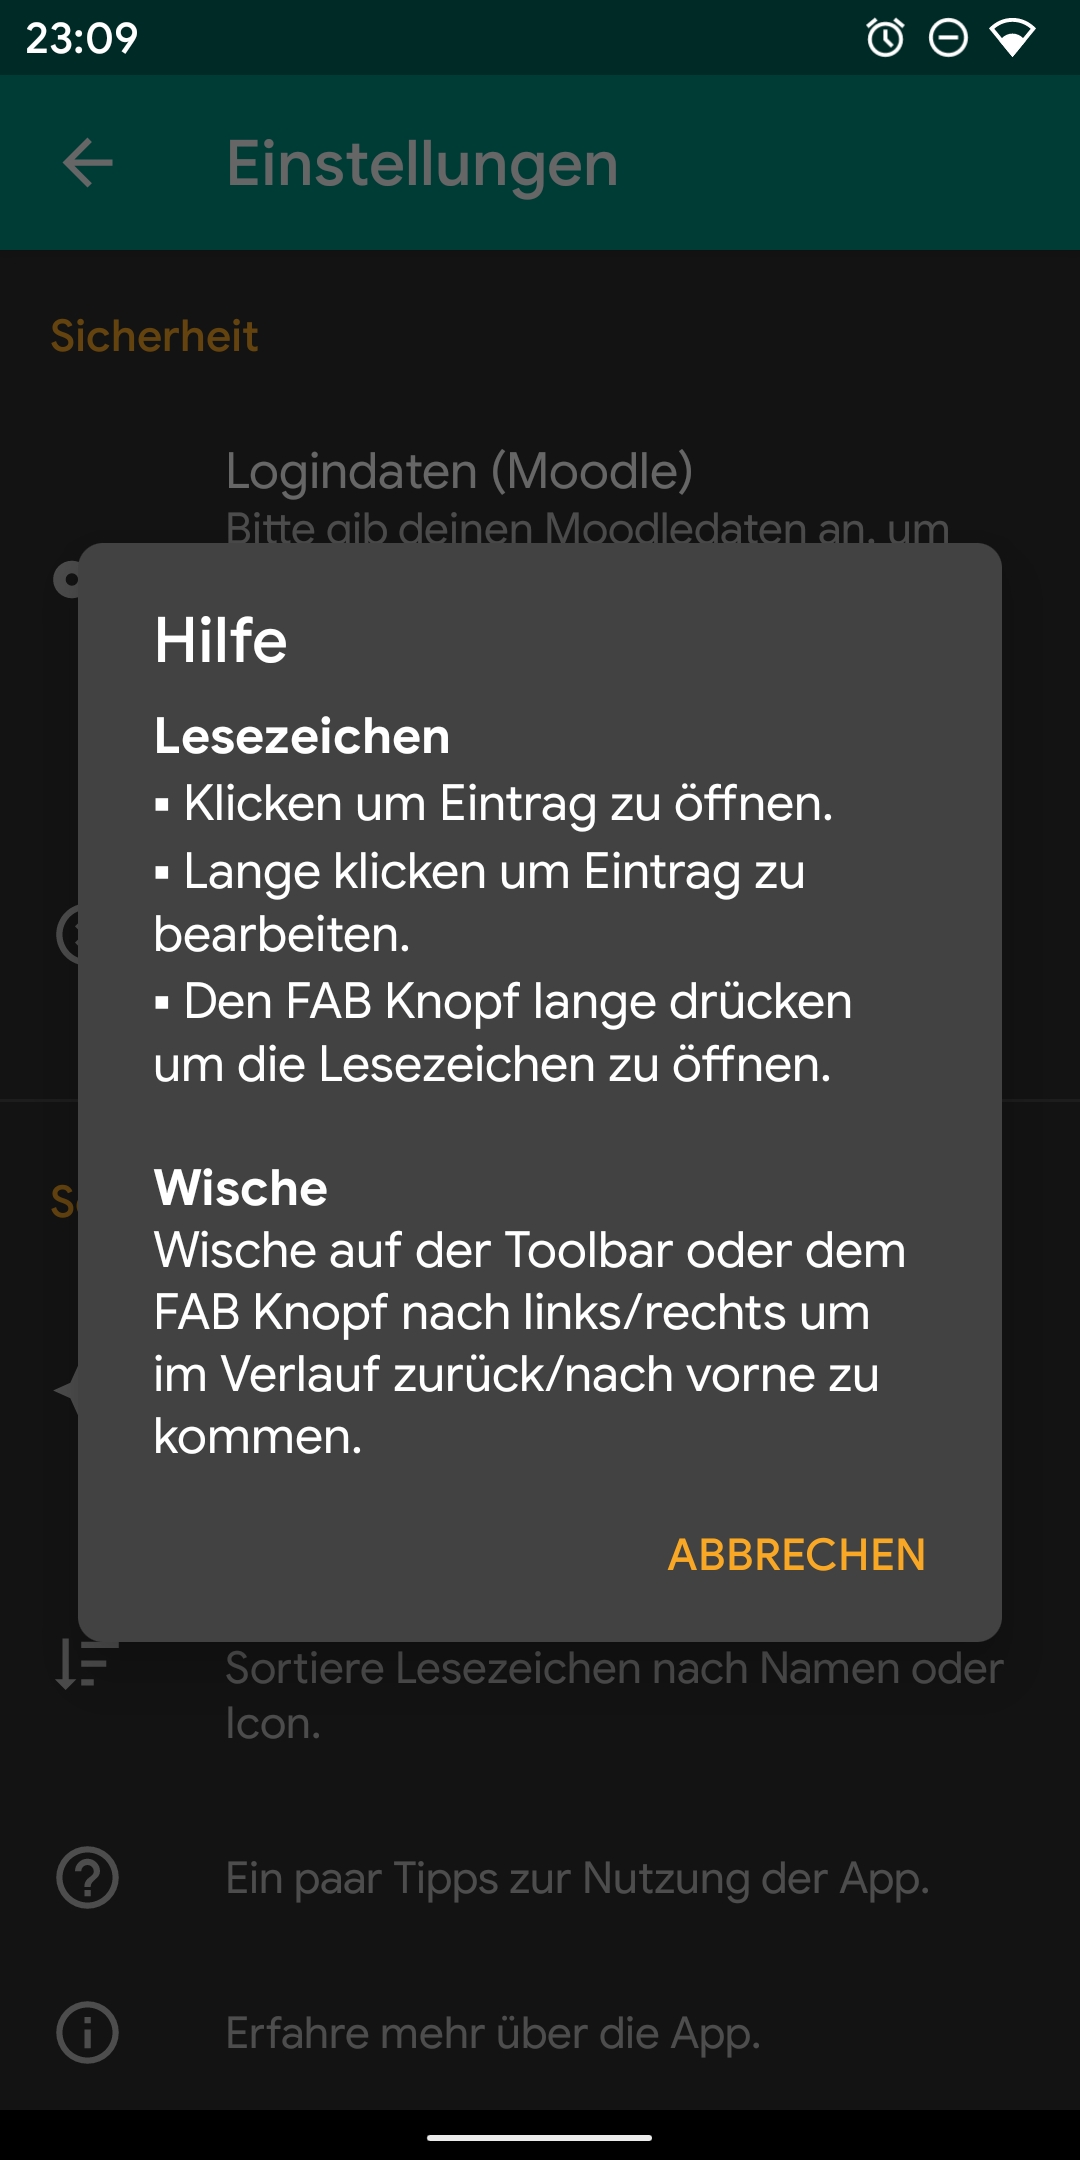 23:09
Einstellungen
Sicherheit
Logindaten (Moodle)
Bitte gib deinen Moodledaten an, um
Hilfe
Lesezeichen
▪ Klicken um Eintrag zu öffnen.
▪ Lange klicken um Eintrag zu
bearbeiten.
▪ Den FAB Knopf lange drücken
um die Lesezeichen zu öffnen.
Wische
Wische auf der Toolbar oder dem
FAB Knopf nach links/rechts um
im Verlauf zurück/nach vorne zu
kommen.
ABBRECHEN
Sortiere Lesezeichen nach Namen oder
Icon.
Ein paar Tipps zur Nutzung der App.
Erfahre mehr über die App.